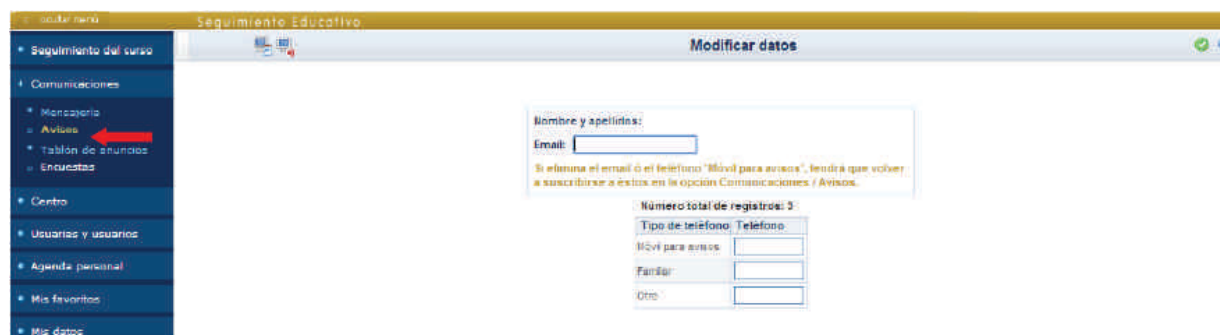 ocultar menú
Seguimiento Educativo
Seguimiento del curso
Modificar datos
Comunicaciones
Mensajería
Avisos
Tablón de anuncios
Encuestas
Centro
Usuarias y usuarios
Agenda personal
Mis favoritos
Mis datos
Nombre y apellidos:
Email:
Si elimina el email ó el teléfono "Móvil para avisos", tendrá que volver
a suscribirse a éstos en la opción Comunicaciones / Avisos.
Número total de registros: 3
Tipo de teléfono Teléfono
Móvil para avisos
Familiar
Otro